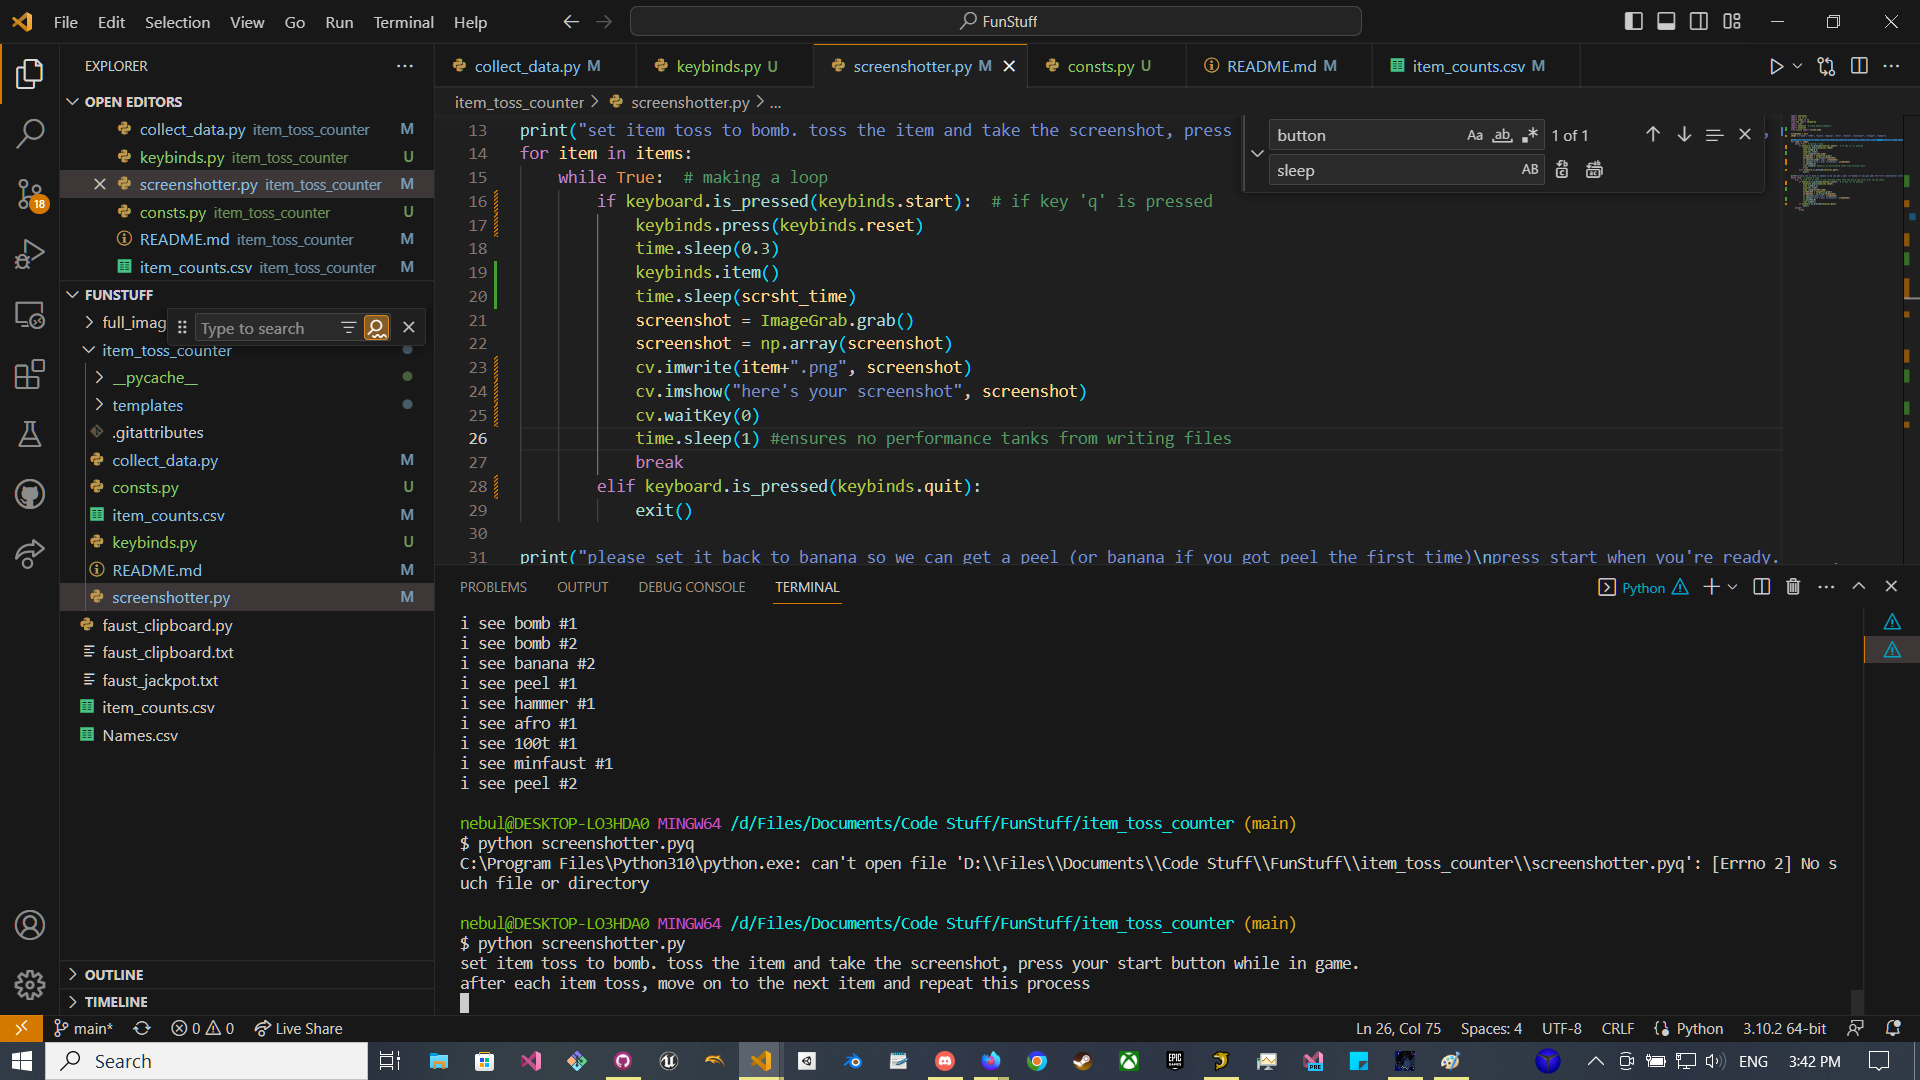 File Edit Selection View Go Run Terminal Help
FunStuff
EXPLORER
OPEN EDITORS
collect_data.py item_toss_counter M
keybinds.py item_toss_counter U
screenshotter.py item_toss_counter M
consts.py item_toss_counter U
README.md item_toss_counter M
item_counts.csv item_toss_counter M
FUNSTUFF
full_imag
Type to search
item_toss_counter
__pycache__
templates
.gitattributes
collect_data.py M
consts.py U
item_counts.csv M
keybinds.py U
README.md M
screenshotter.py M
faust_clipboard.py
faust_clipboard.txt
faust_jackpot.txt
item_counts.csv
Names.csv
OUTLINE
TIMELINE
collect_data.py M
keybinds.py U
screenshotter.py M
consts.py U
README.md M
item_counts.csv M
item_toss_counter > screenshotter.py > ...
button Aa ab 1 of 1
sleep AB
13 print("set item toss to bomb. toss the item and take the screenshot, press
14 for item in items:
15 while True: # making a loop
16 if keyboard.is_pressed(keybinds.start): # if key 'q' is pressed
17 keybinds.press(keybinds.reset)
18 time.sleep(0.3)
19 keybinds.item()
20 time.sleep(scrsht_time)
21 screenshot = ImageGrab.grab()
22 screenshot = np.array(screenshot)
23 cv.imwrite(item+".png", screenshot)
24 cv.imshow("here's your screenshot", screenshot)
25 cv.waitKey(0)
26 time.sleep(1) #ensures no performance tanks from writing files
27 break
28 elif keyboard.is_pressed(keybinds.quit):
29 exit()
30
31 print("please set it back to banana so we can get a peel (or banana if you got peel the first time)\npress start when you're ready.
PROBLEMS OUTPUT DEBUG CONSOLE TERMINAL
Python
i see bomb #1
i see bomb #2
i see banana #2
i see peel #1
i see hammer #1
i see afro #1
i see 100t #1
i see minfaust #1
i see peel #2
nebul@DESKTOP-LO3HDA0 MINGW64 /d/Files/Documents/Code Stuff/FunStuff/item_toss_counter (main)
$ python screenshotter.pyq
C:\Program Files\Python310\python.exe: can't open file 'D:\\Files\\Documents\\Code Stuff\\FunStuff\\item_toss_counter\\screenshotter.pyq': [Errno 2] No s
uch file or directory
nebul@DESKTOP-LO3HDA0 MINGW64 /d/Files/Documents/Code Stuff/FunStuff/item_toss_counter (main)
$ python screenshotter.py
set item toss to bomb. toss the item and take the screenshot, press your start button while in game.
after each item toss, move on to the next item and repeat this process
18
main* 0 0 Live Share
Ln 26, Col 75 Spaces: 4 UTF-8 CRLF Python 3.10.2 64-bit
Search
ENG 3:42 PM